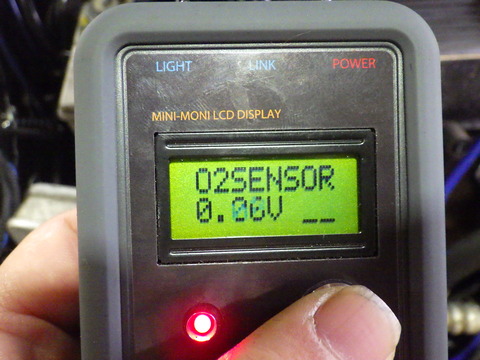 LIGHT LINK POWER
MINI-MONI LCD DISPLAY
O2SENSOR
0.06V __